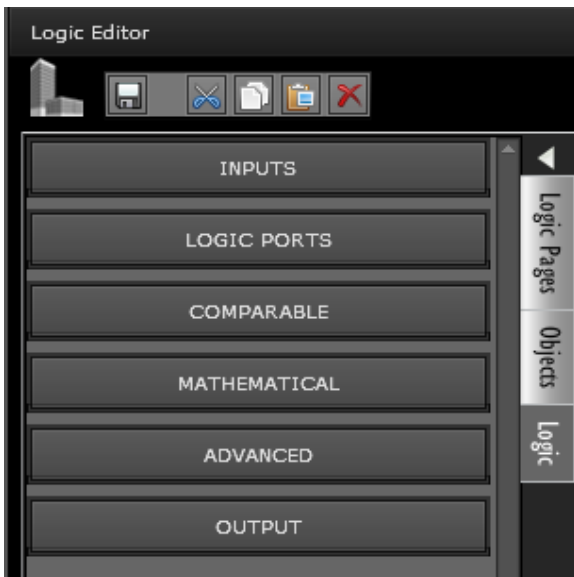 Logic Editor
INPUTS
LOGIC PORTS
COMPARABLE
MATHEMATICAL
ADVANCED
OUTPUT
Logic Pages
Objects
Logic